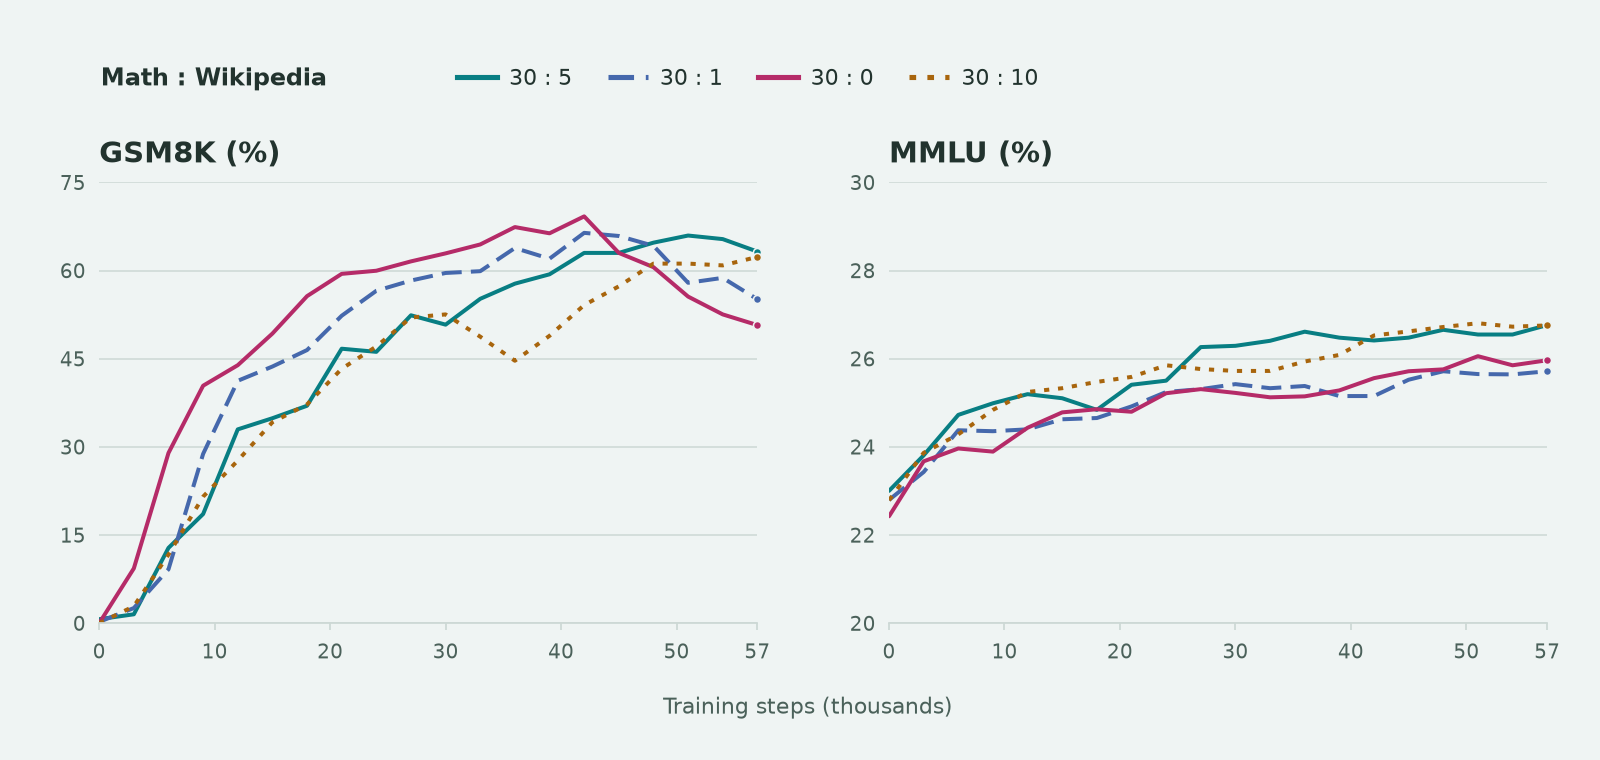 Math : Wikipedia 30 : 5 30 : 1 30 : 0 30 : 10
GSM8K (%)
75
60
45
30
15
0
0 10 20 30 40 50 57
MMLU (%)
30
28
26
24
22
20
0 10 20 30 40 50 57
Training steps (thousands)